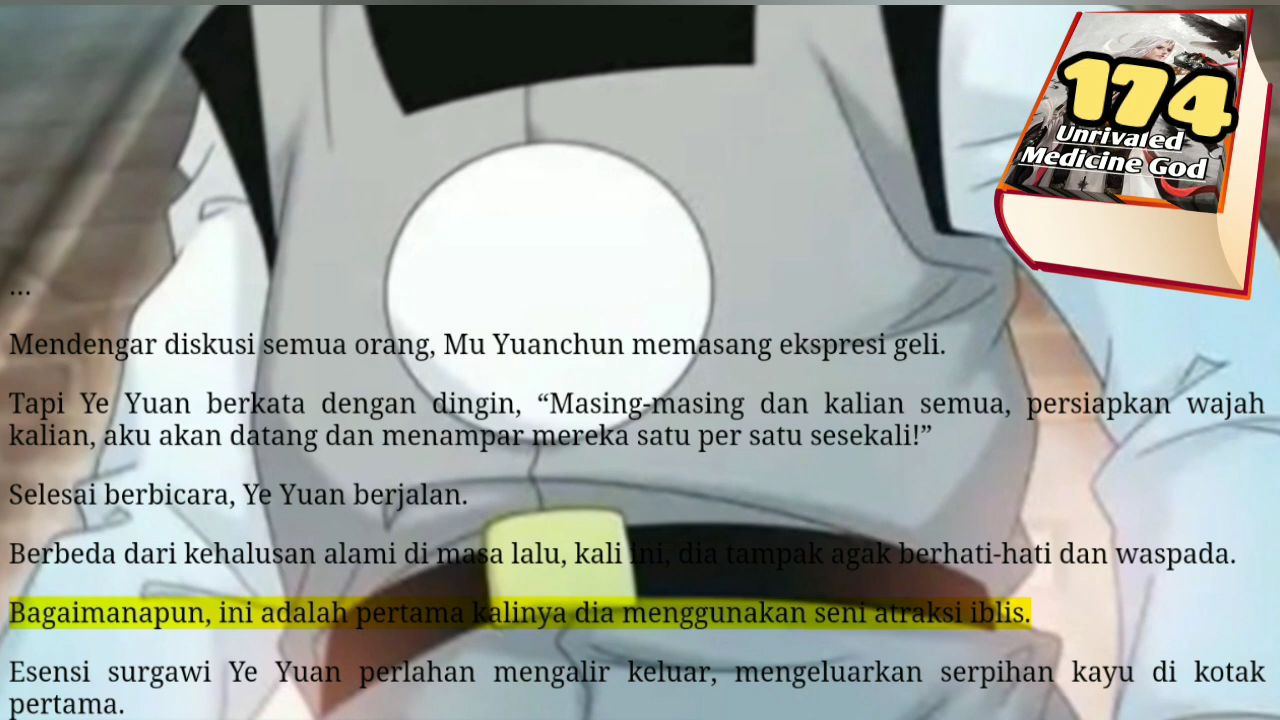 174
Unrivaled
Medicine God
...
Mendengar diskusi semua orang, Mu Yuanchun memasang ekspresi geli.
Tapi Ye Yuan berkata dengan dingin, “Masing-masing dan kalian semua, persiapkan wajah
kalian, aku akan datang dan menampar mereka satu per satu sesekali!”
Selesai berbicara, Ye Yuan berjalan.
Berbeda dari kehalusan alami di masa lalu, kali ini, dia tampak agak berhati-hati dan waspada.
Bagaimanapun, ini adalah pertama kalinya dia menggunakan seni atraksi iblis.
Esensi surgawi Ye Yuan perlahan mengalir keluar, mengeluarkan serpihan kayu di kotak
pertama.